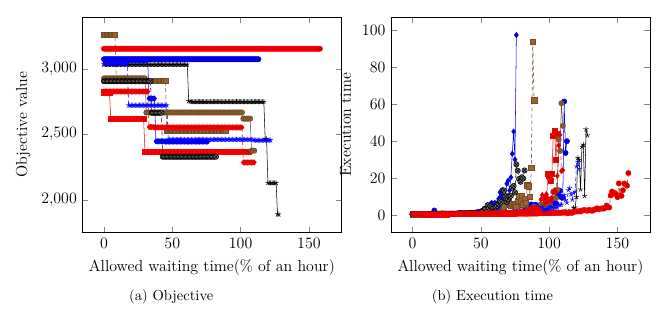 Objective value
3,000
2,500
2,000
0
50
100
150
Allowed waiting time(% of an hour)
(a) Objective
Execution time
100
80
60
40
20
0
0
50
100
150
Allowed waiting time(% of an hour)
(b) Execution time